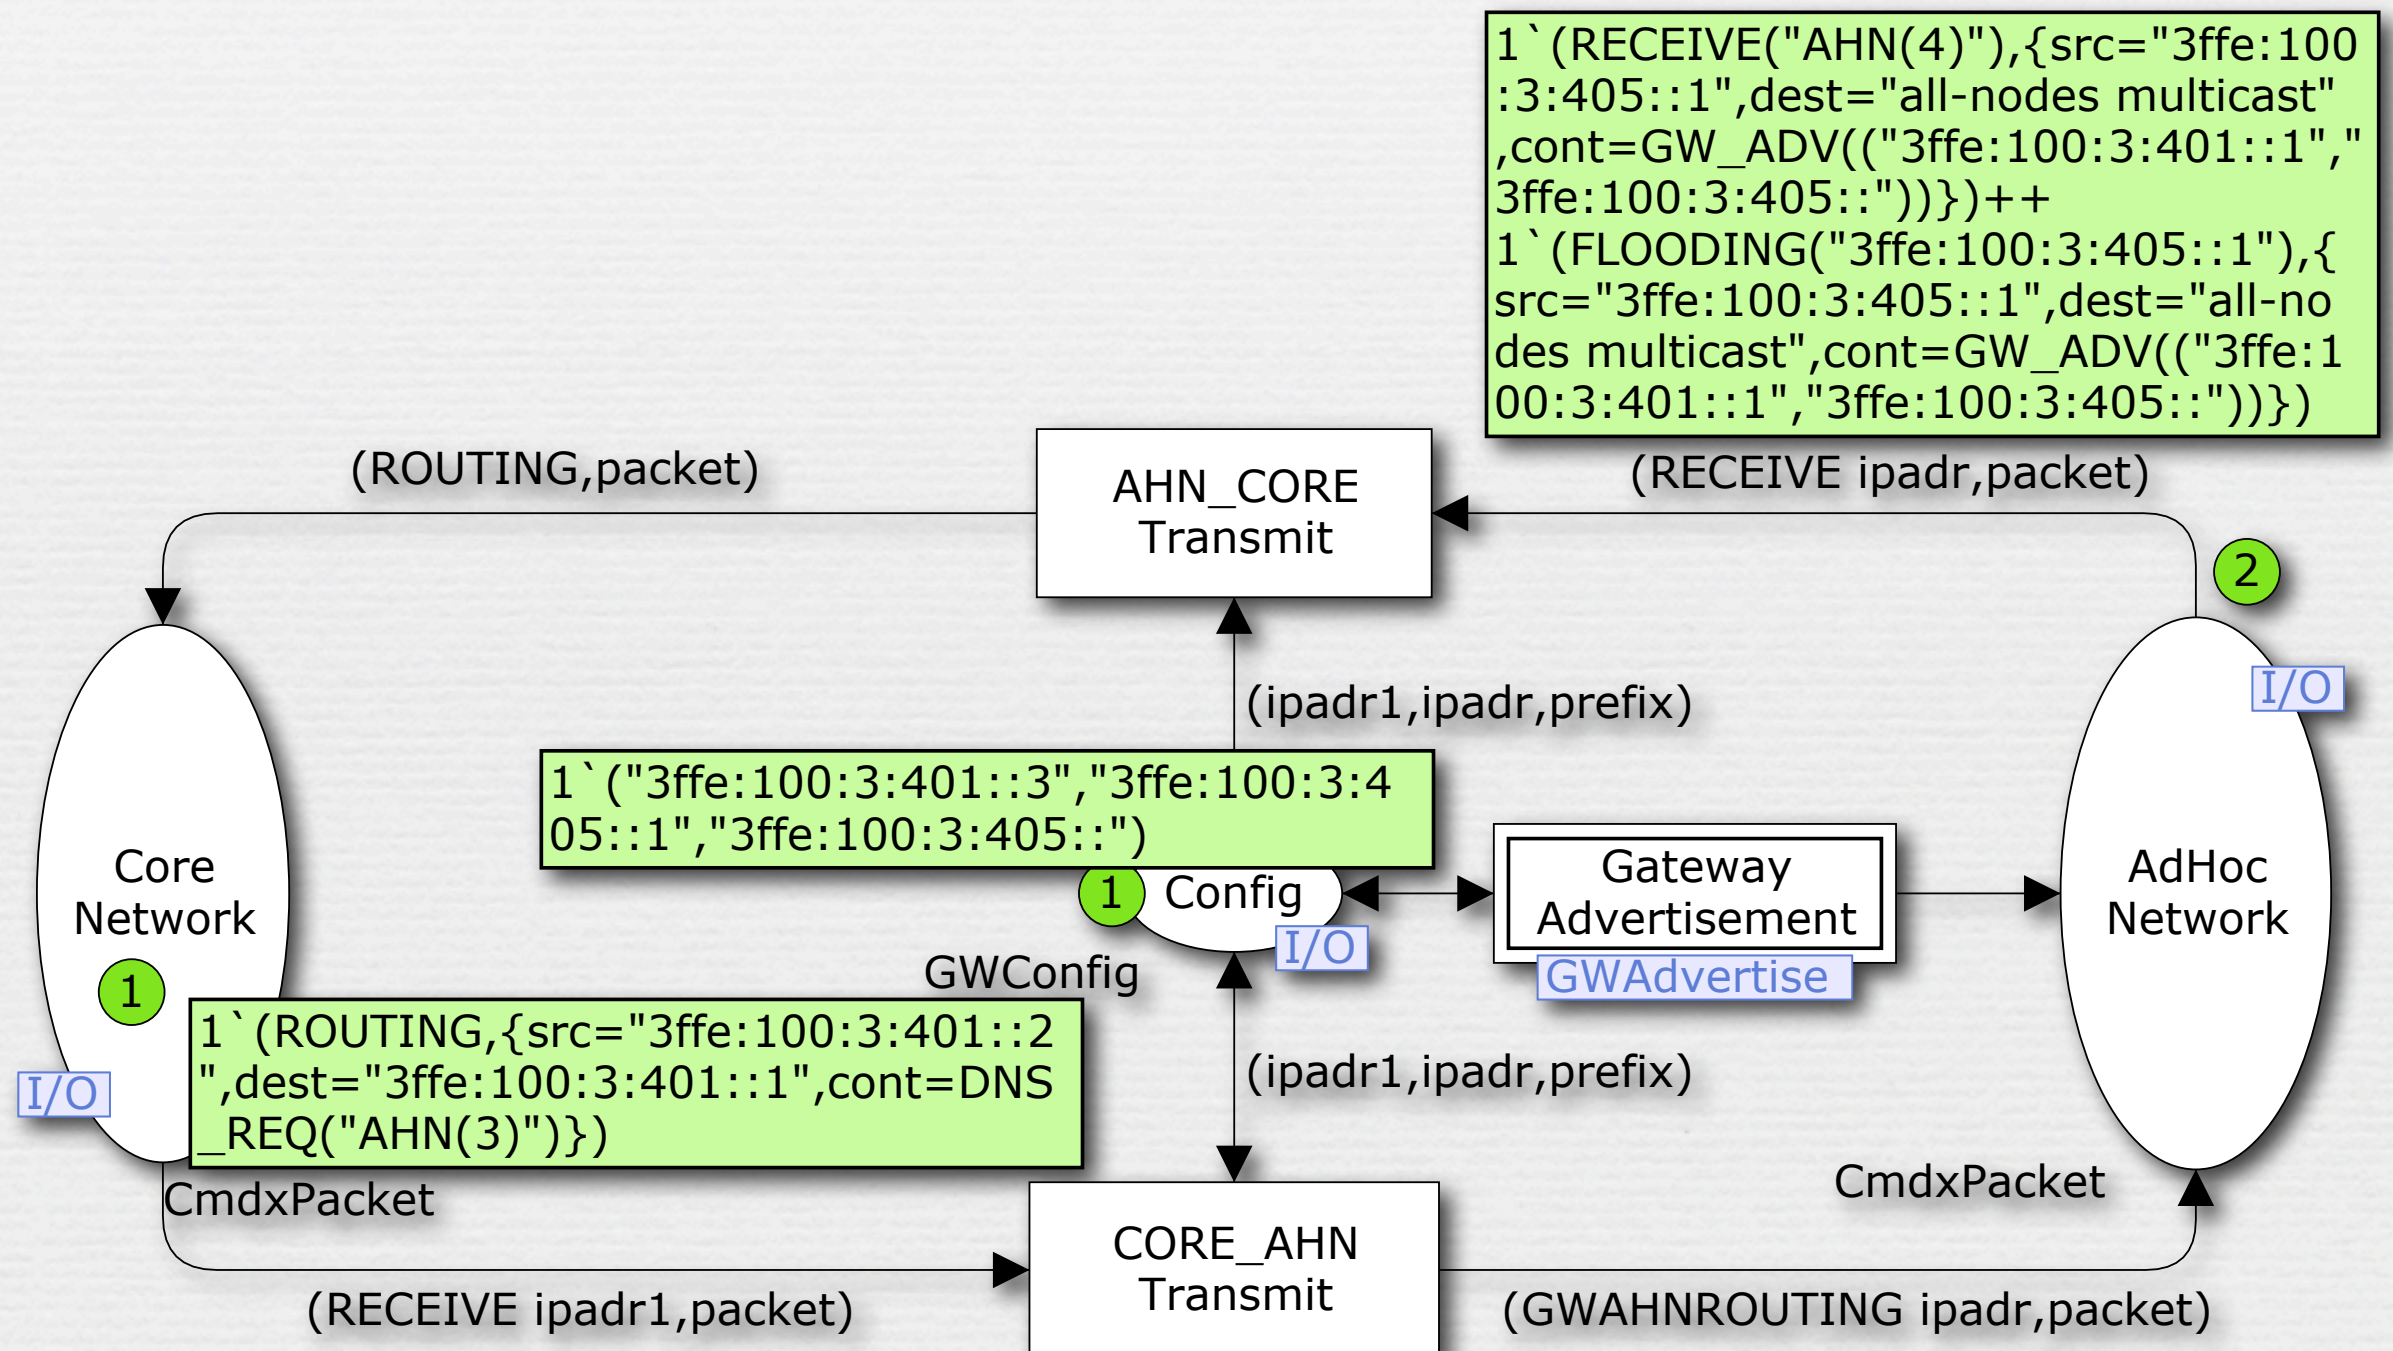 1`(RECEIVE("AHN(4)"),{src="3ffe:100
:3:405::1",dest="all-nodes multicast"
,cont=GW_ADV(("3ffe:100:3:401::1","
3ffe:100:3:405::"))})++
1`(FLOODING("3ffe:100:3:405::1"),{
src="3ffe:100:3:405::1",dest="all-no
des multicast",cont=GW_ADV(("3ffe:1
00:3:401::1","3ffe:100:3:405::"))})
(ROUTING,packet)
AHN_CORE
Transmit
(RECEIVE ipadr,packet)
2
I/O
(ipadr1,ipadr,prefix)
1`("3ffe:100:3:401::3","3ffe:100:3:4
05::1","3ffe:100:3:405::")
Core
Network
1
Config
I/O
GWConfig
Gateway
Advertisement
GWAdvertise
AdHoc
Network
1
1`(ROUTING,{src="3ffe:100:3:401::2
",dest="3ffe:100:3:401::1",cont=DNS
_REQ("AHN(3)")})
I/O
(ipadr1,ipadr,prefix)
CmdxPacket
CmdxPacket
CORE_AHN
Transmit
(RECEIVE ipadr1,packet)
(GWAHNROUTING ipadr,packet)